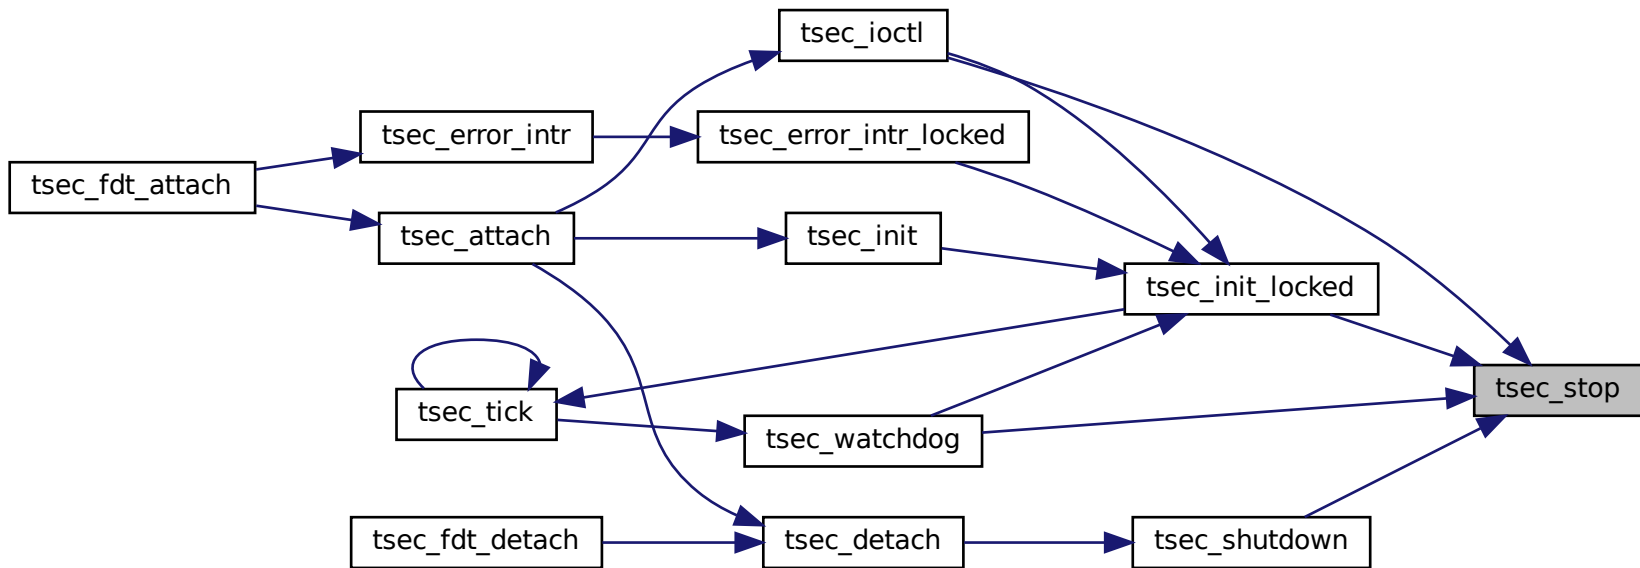 tsec_ioctl
tsec_error_intr
tsec_error_intr_locked
tsec_fdt_attach
tsec_attach
tsec_init
tsec_init_locked
tsec_stop
tsec_tick
tsec_watchdog
tsec_fdt_detach
tsec_detach
tsec_shutdown